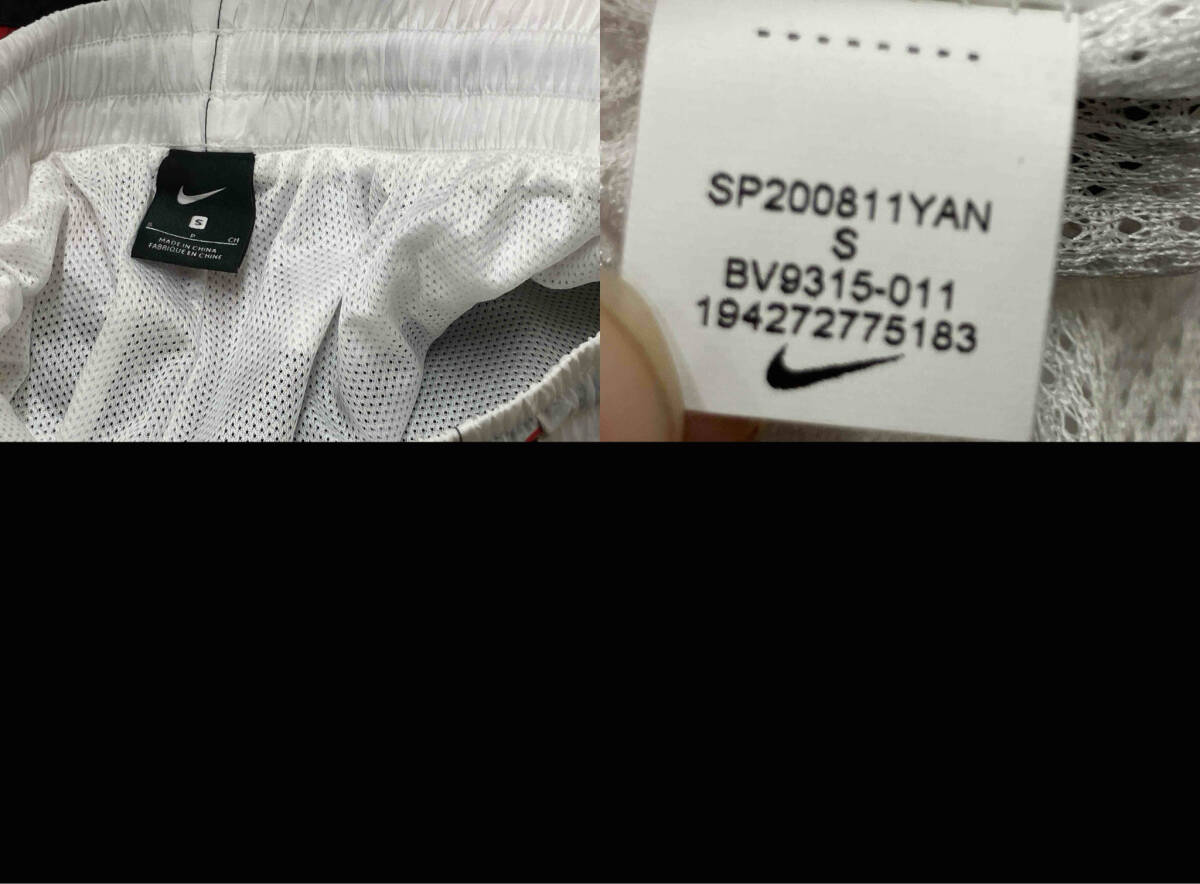 S
P
CH
MADE IN CHINA
FABRIQUÉ EN CHINE
SP200811YAN
S
BV9315-011
194272775183